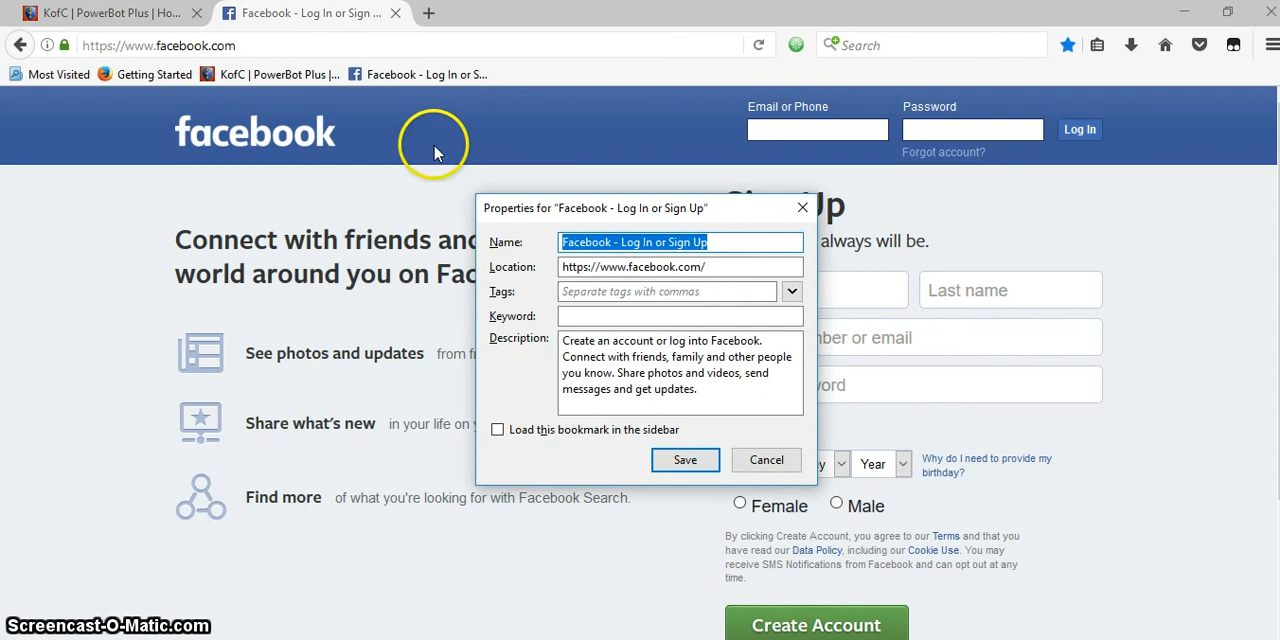 KofC | PowerBot Plus | Ho...
Facebook - Log In or Sign ...
https://www.facebook.com
Search
Most Visited
Getting Started
KofC | PowerBot Plus |...
Facebook - Log In or S...
facebook
Email or Phone
Password
Log In
Forgot account?
Connect with friends and
world around you on Fac
See photos and updates from
Share what's new in your life on
Find more of what you're looking for with Facebook Search.
Properties for "Facebook - Log In or Sign Up"
Name: Facebook - Log In or Sign Up
Location: https://www.facebook.com/
Tags: Separate tags with commas
Keyword:
Description: Create an account or log into Facebook.
Connect with friends, family and other people
you know. Share photos and videos, send
messages and get updates.
Load this bookmark in the sidebar
Save
Cancel
Up
always will be.
Last name
ber or email
ord
y
Year
Why do I need to provide my
birthday?
Female
Male
By clicking Create Account, you agree to our Terms and that you
have read our Data Policy, including our Cookie Use. You may
receive SMS Notifications from Facebook and can opt out at any
time.
Create Account
Screencast-O-Matic.com